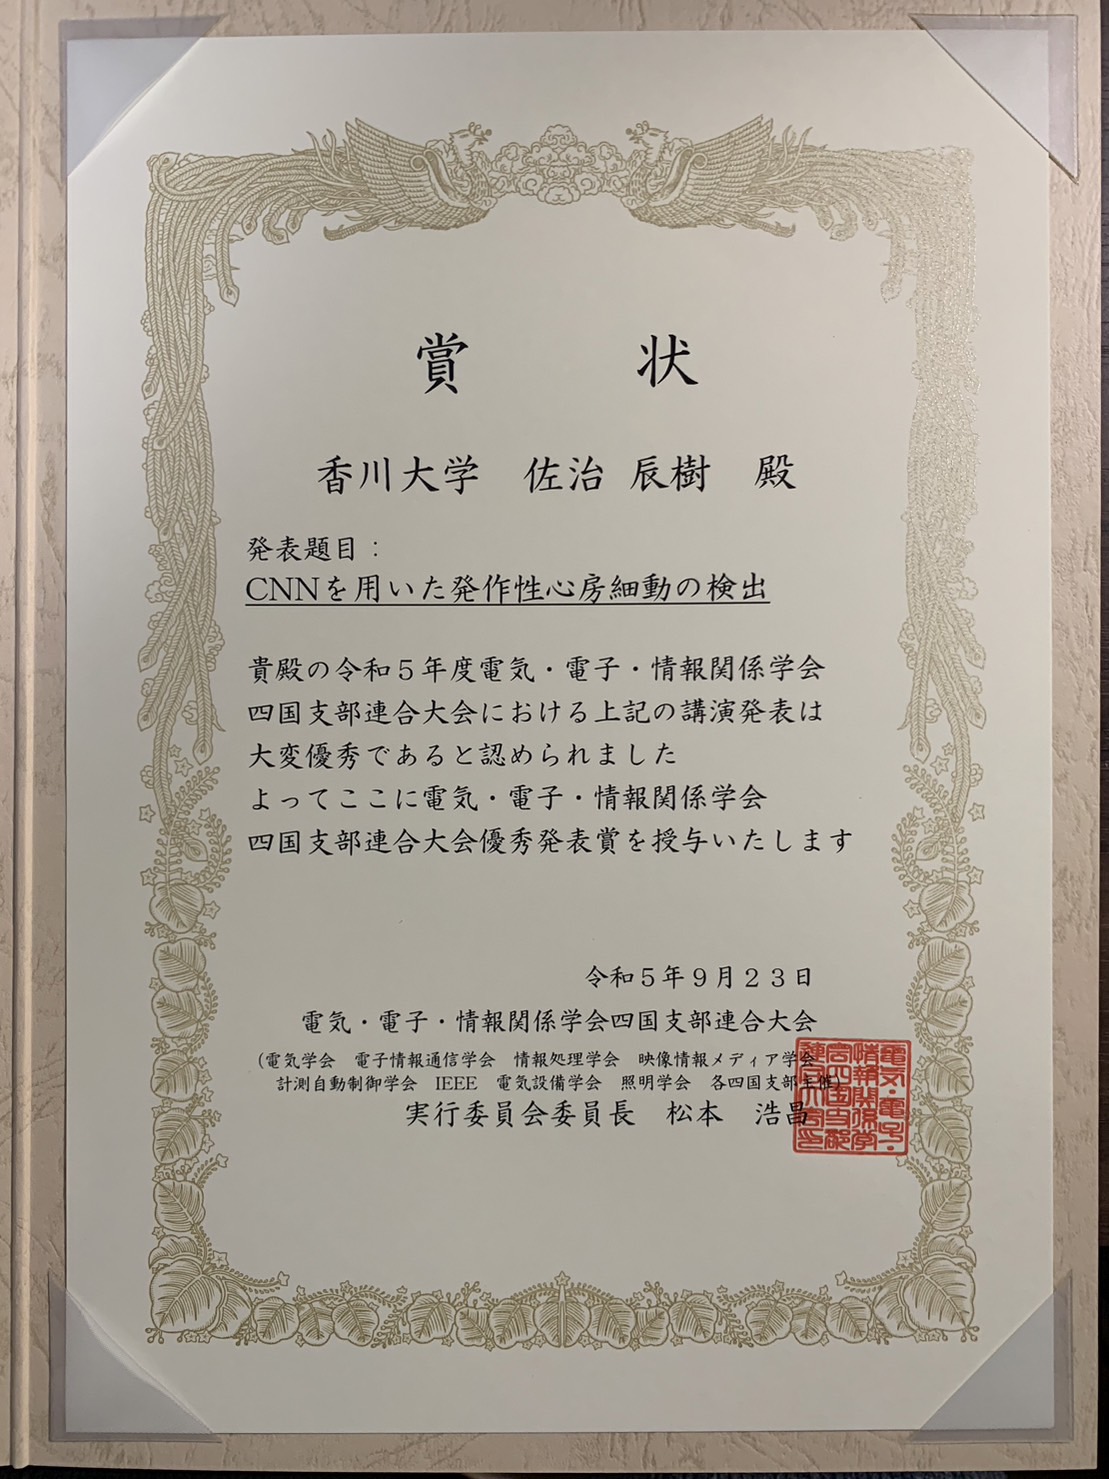 賞状
香川大学 佐治 辰樹 殿
発表題目：
CNNを用いた発作性心房細動の検出
貴殿の令和５年度電気・電子・情報関係学会
四国支部連合大会における上記の講演発表は
大変優秀であると認められました
よってここに電気・電子・情報関係学会
四国支部連合大会優秀発表賞を授与いたします
令和５年９月２３日
電気・電子・情報関係学会四国支部連合大会
（電気学会 電子情報通信学会 情報処理学会 映像情報メディア学会
計測自動制御学会 IEEE 電気設備学会 照明学会 各四国支部主催）
実行委員会委員長 松本 浩昌